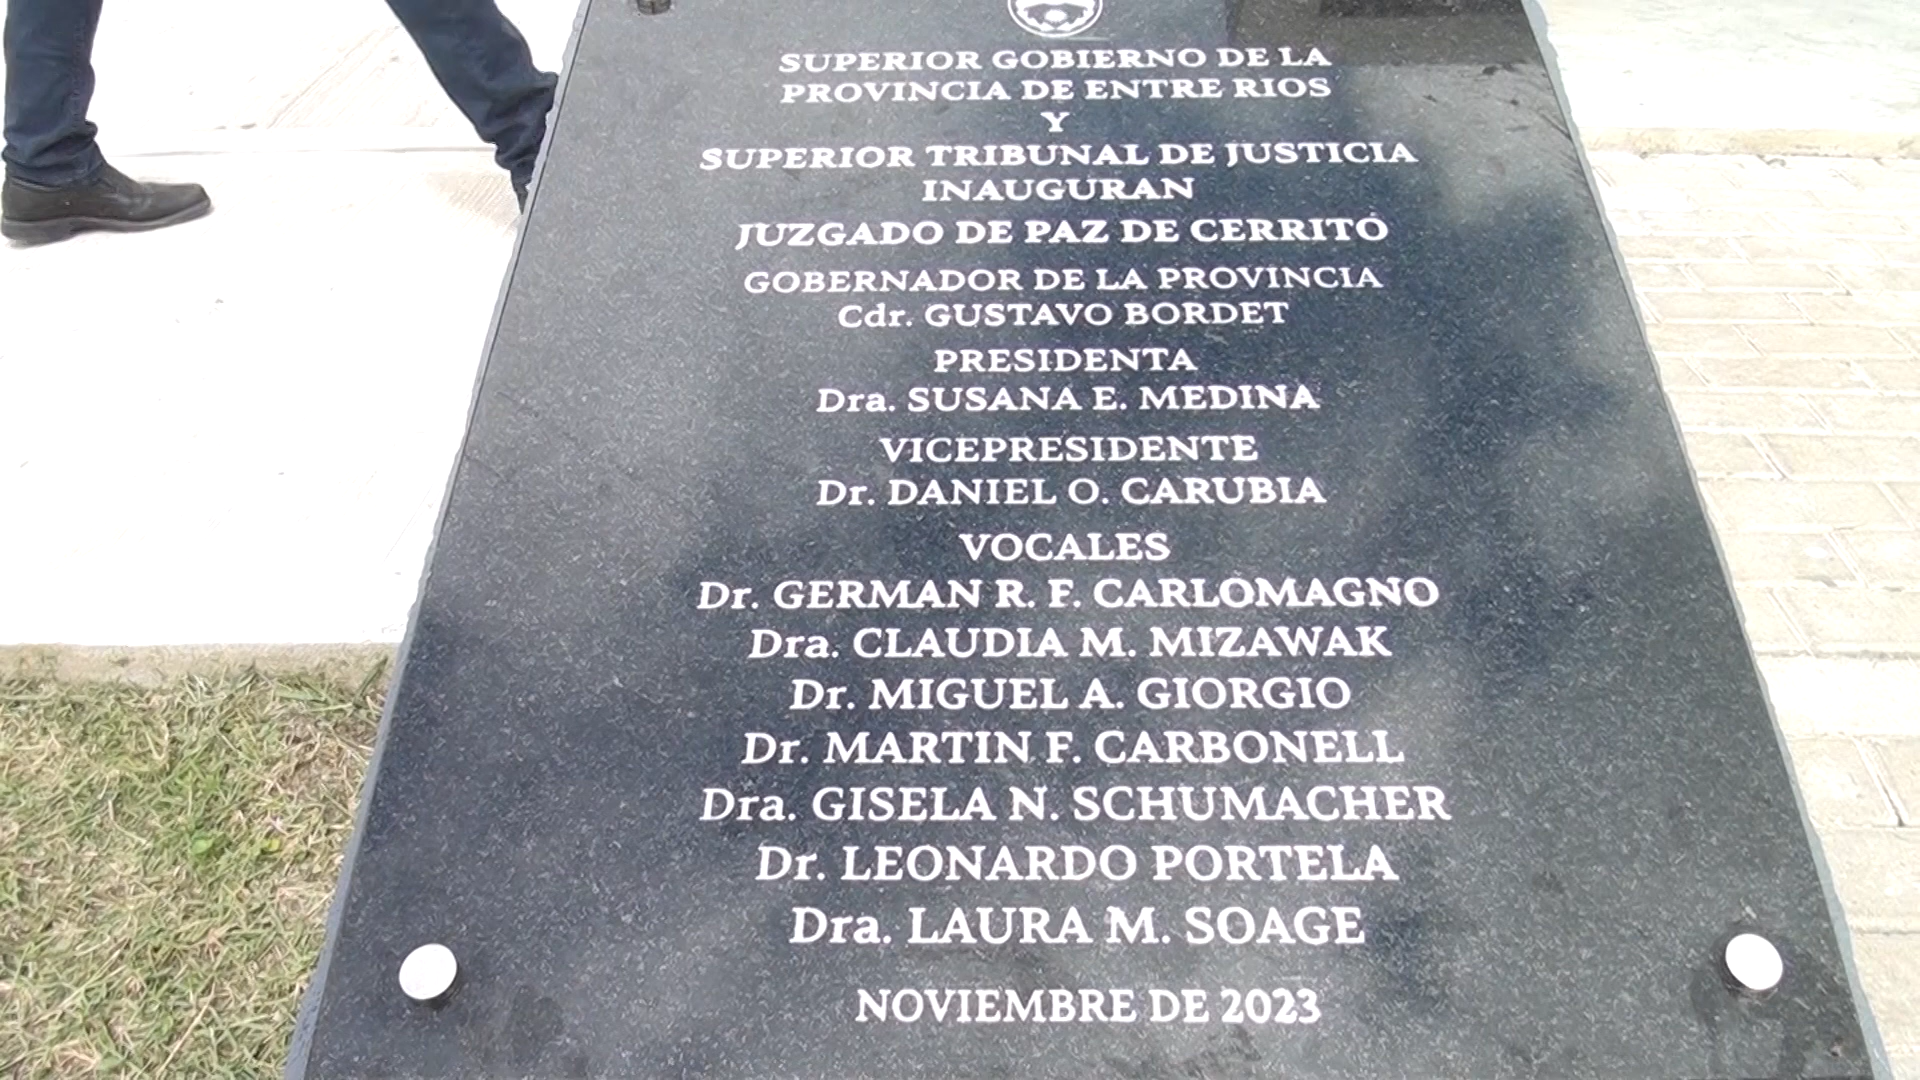 SUPERIOR GOBIERNO DE LA
PROVINCIA DE ENTRE RIOS
Y
SUPERIOR TRIBUNAL DE JUSTICIA
INAUGURAN
JUZGADO DE PAZ DE CERRITO
GOBERNADOR DE LA PROVINCIA
Cdr. GUSTAVO BORDET
PRESIDENTA
Dra. SUSANA E. MEDINA
VICEPRESIDENTE
Dr. DANIEL O. CARUBIA
VOCALES
Dr. GERMAN R. F. CARLOMAGNO
Dra. CLAUDIA M. MIZAWAK
Dr. MIGUEL A. GIORGIO
Dr. MARTIN F. CARBONELL
Dra. GISELA N. SCHUMACHER
Dr. LEONARDO PORTELA
Dra. LAURA M. SOAGE
NOVIEMBRE DE 2023